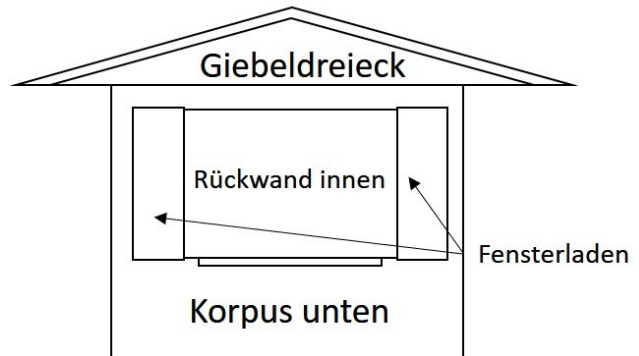 Giebeldreieck
Rückwand innen
Fensterladen
Korpus unten